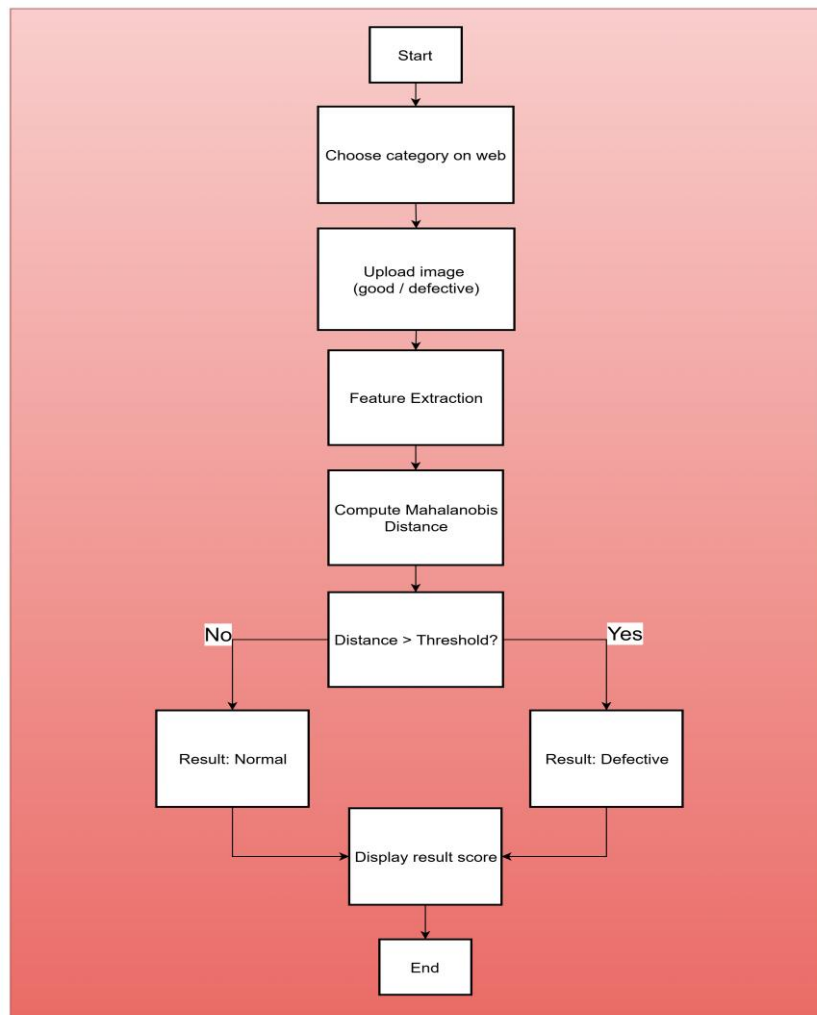 Start
Choose category on web
Upload image
(good / defective)
Feature Extraction
Compute Mahalanobis
Distance
No
Distance > Threshold?
Yes
Result: Normal
Result: Defective
Display result score
End